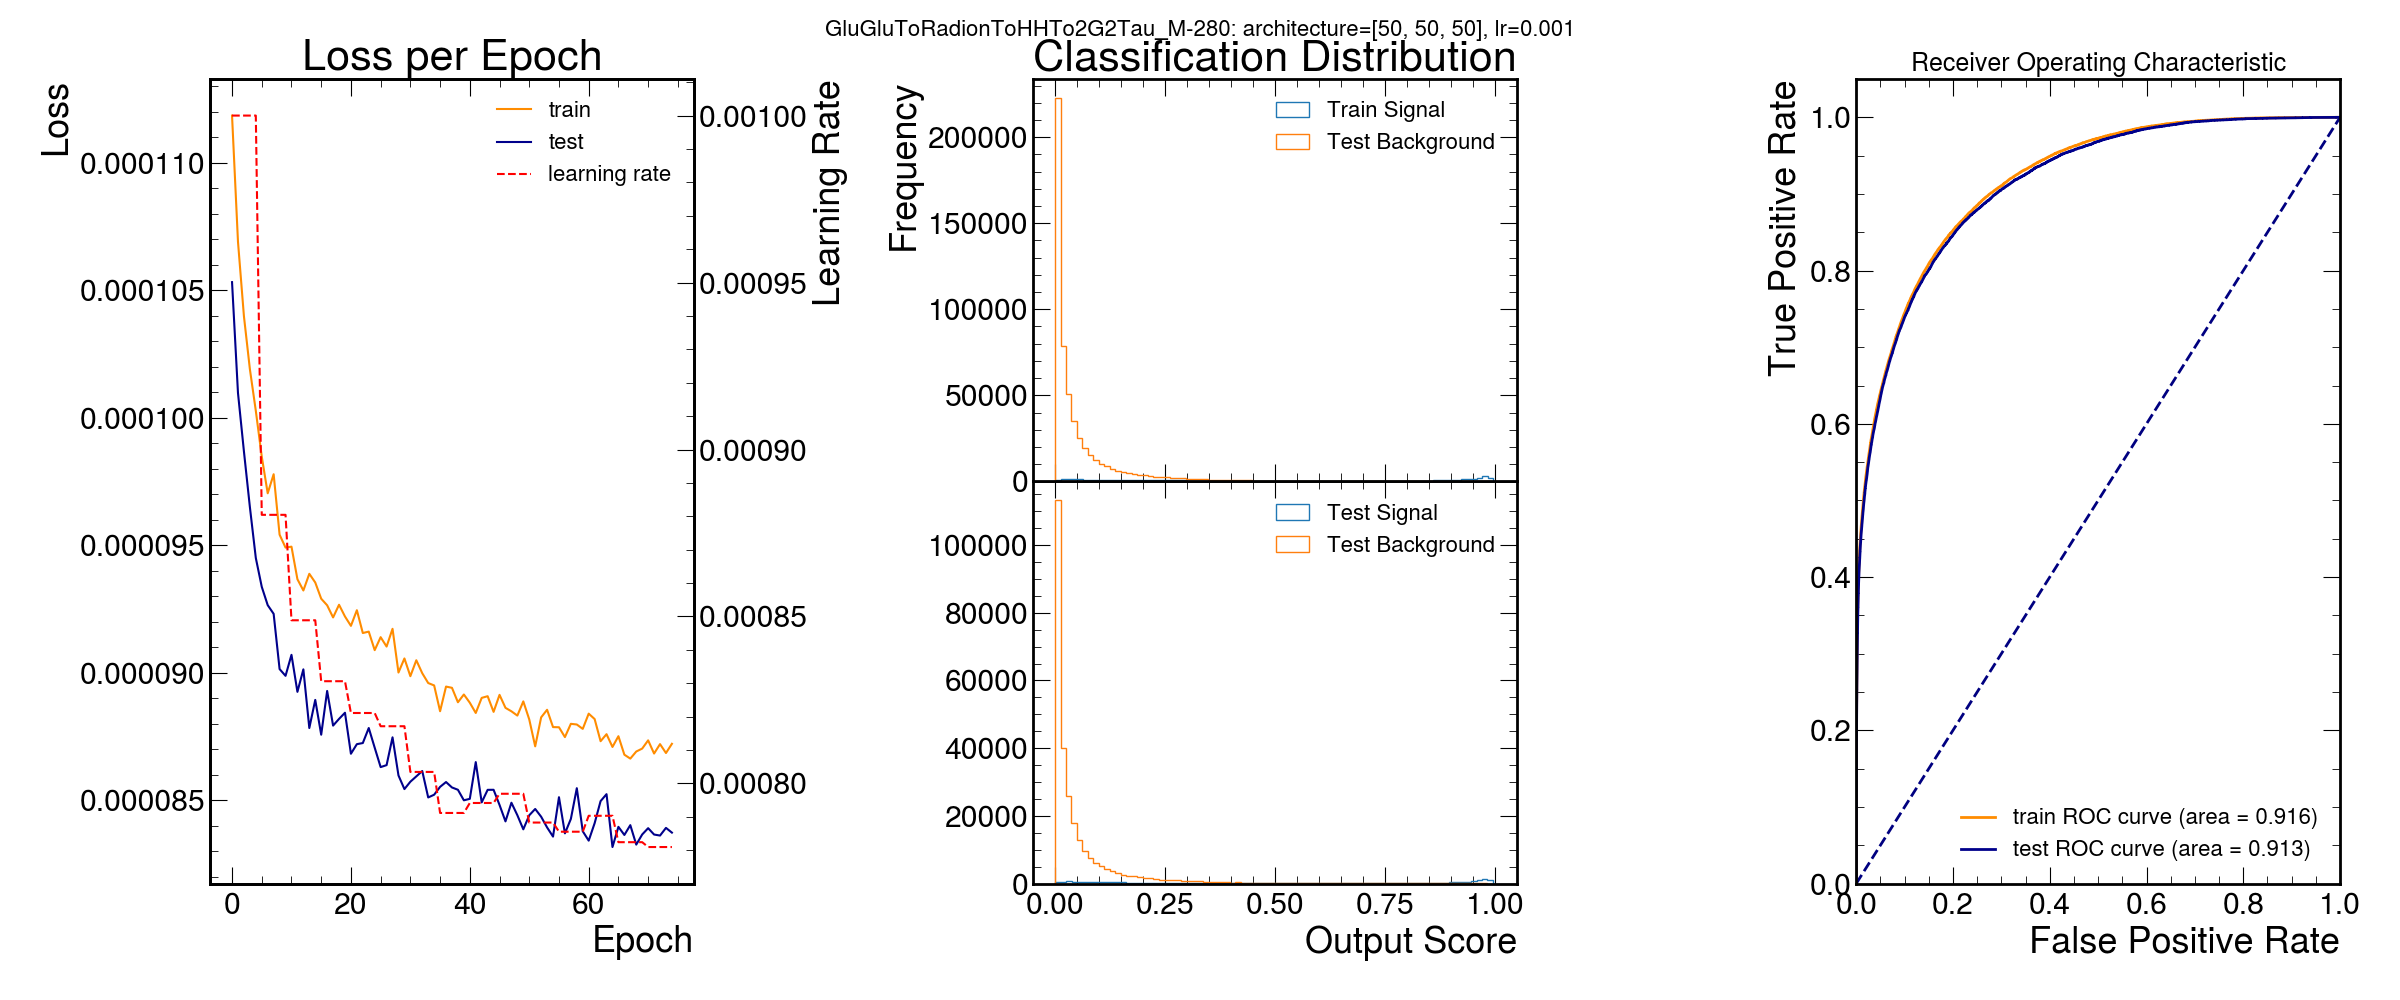 GluGluToRadionToHHTo2G2Tau_M-280: architecture=[50, 50, 50], lr=0.001
Loss per Epoch
Loss
0.000110
0.000105
0.000100
0.000095
0.000090
0.000085
train
test
learning rate
0.00100
0.00095
0.00090
0.00085
0.00080
Learning Rate
0
20
40
60
Epoch
Classification Distribution
Frequency
200000
150000
100000
50000
0
Train Signal
Test Background
100000
80000
60000
40000
20000
0
Test Signal
Test Background
0.00
0.25
0.50
0.75
1.00
Output Score
Receiver Operating Characteristic
True Positive Rate
1.0
0.8
0.6
0.4
0.2
0.0
train ROC curve (area = 0.916)
test ROC curve (area = 0.913)
0.0
0.2
0.4
0.6
0.8
1.0
False Positive Rate